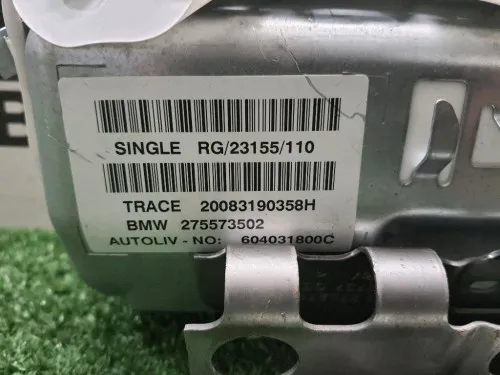 SINGLE RG/23155/110
TRACE 20083190358H
BMW 275573502
AUTOLIV-NO: 604031800C